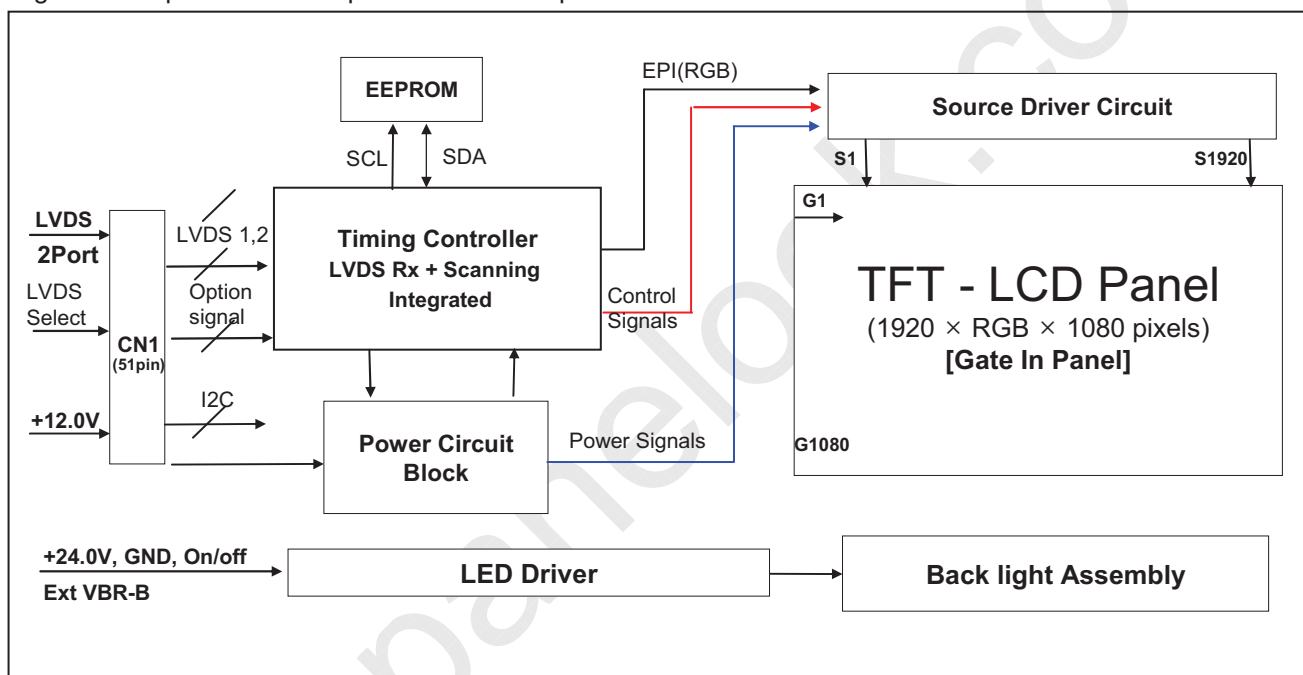 EEPROM
SCL
SDA
EPI(RGB)
Source Driver Circuit
S1
S1920
LVDS
2Port
LVDS
Select
+12.0V
CN1
(51pin)
LVDS 1,2
Option
signal
I2C
Timing Controller
LVDS Rx + Scanning
Integrated
Control
Signals
Power Circuit
Block
Power Signals
G1
TFT - LCD Panel
(1920 × RGB × 1080 pixels)
[Gate In Panel]
G1080
+24.0V, GND, On/off
Ext VBR-B
LED Driver
Back light Assembly